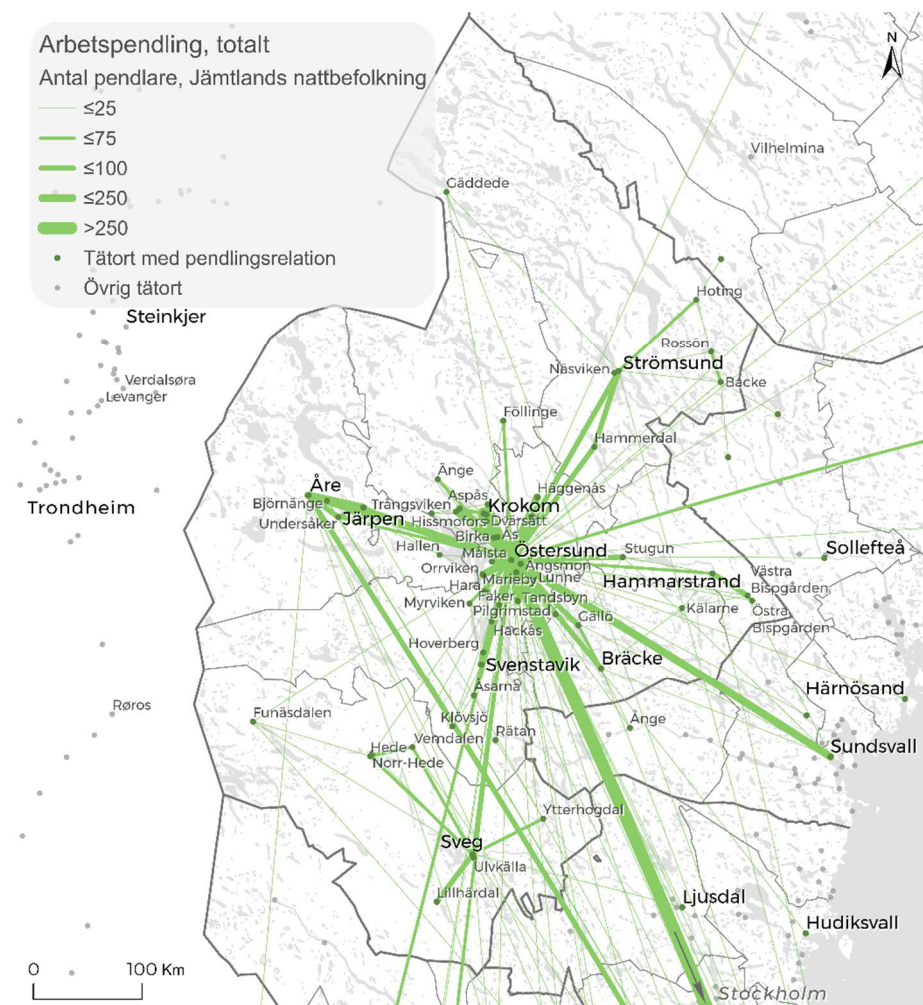 Arbetspendling, totalt
Antal pendlare, Jämtlands nattbefolkning
≤25
≤75
≤100
≤250
>250
Tätort med pendlingsrelation
Övrig tätort
N
Vilhelmina
Gäddede
Hoting
Steinkjer
Rossön
Strömsund
Näsviken
Backe
Verdalsøra
Levanger
Föllinge
Hammerdal
Änge
Åre
Aspås
Häggenås
Björnänge
Trångsviken
Krokom
Trondheim
Undersåker
Järpen
Hissmofors
Dvärsätt
Birka
Ås
Hallen
Målsta
Östersund
Stugun
Sollefteå
Orrviken
Ängsmon
Hara
Marieby
Lunne
Hammarstrand
Västra
Bispgården
Myrviken
Fåker
Tandsbyn
Pilgrimstad
Gällö
Kälarne
Östra
Bispgården
Hackås
Hoverberg
Svenstavik
Bräcke
Åsarna
Härnösand
Røros
Funäsdalen
Klövsjö
Ånge
Hede
Vemdalen
Rätan
Norr-Hede
Sundsvall
Ytterhogdal
Sveg
Ulvkälla
Lillhärdal
Ljusdal
Hudiksvall
0
100 Km
Stockholm